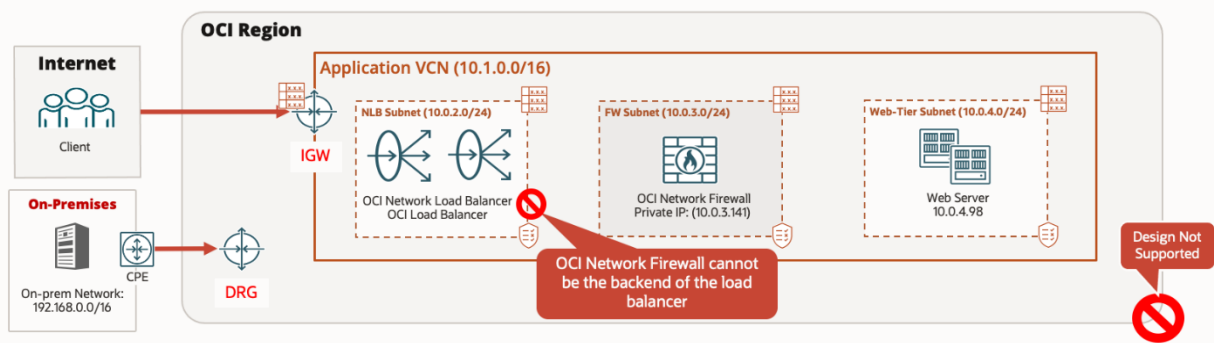 OCI Region
Internet
Client
On-Premises
CPE
On-prem Network:
192.168.0.0/16
IGW
DRG
Application VCN (10.1.0.0/16)
NLB Subnet (10.0.2.0/24)
OCI Network Load Balancer
OCI Load Balancer
FW Subnet (10.0.3.0/24)
OCI Network Firewall
Private IP: (10.0.3.141)
Web-Tier Subnet (10.0.4.0/24)
Web Server
10.0.4.98
OCI Network Firewall cannot
be the backend of the load
balancer
Design Not
Supported